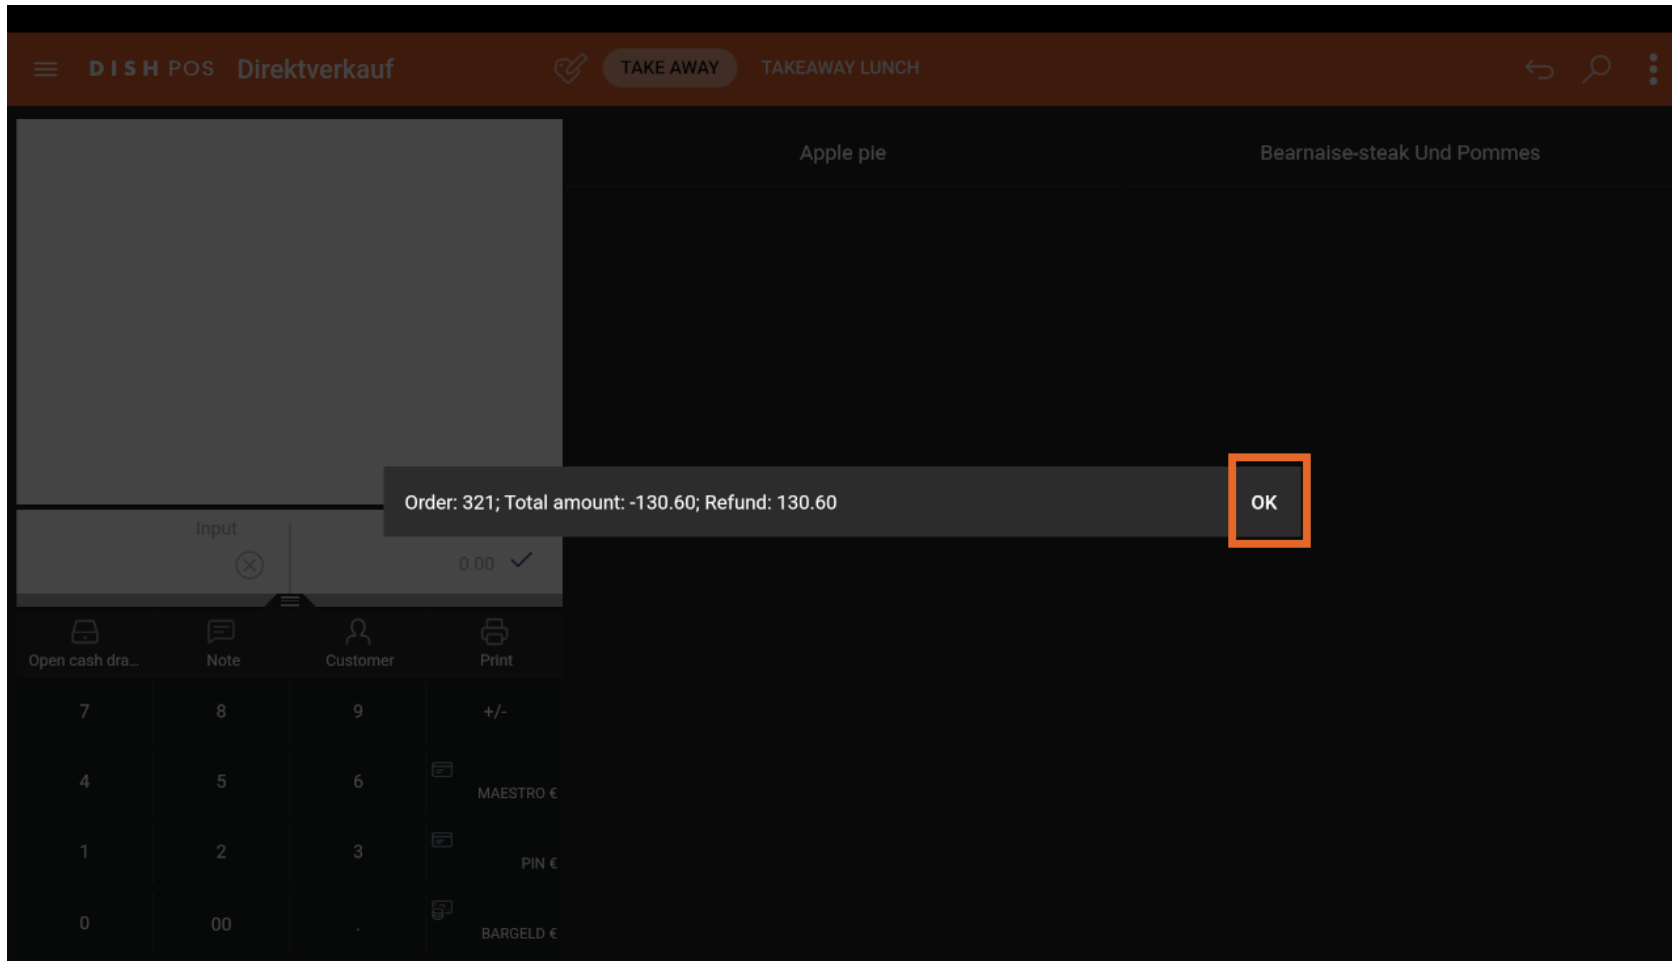 DISH POS Direktverkauf TAKE AWAY TAKEAWAY LUNCH
Apple pie Bearnaise-steak Und Pommes
Order: 321; Total amount: -130.60; Refund: 130.60 OK
Input
0.00
Open cash dra... Note Customer Print
7 8 9 +/-
4 5 6 MAESTRO €
1 2 3 PIN €
0 00 . BARGELD €